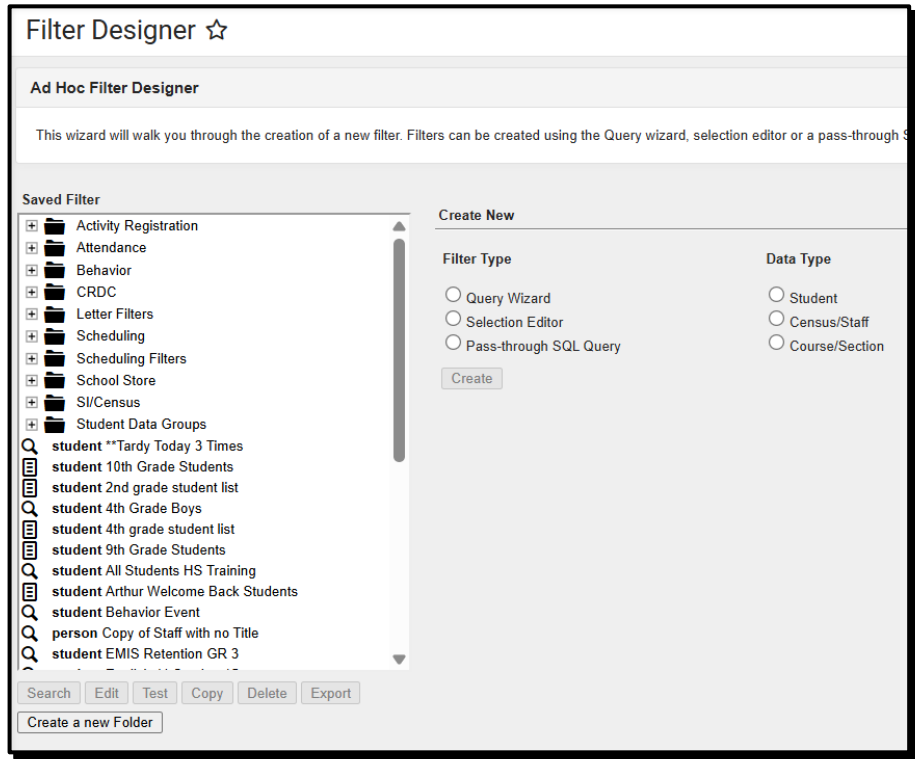 Filter Designer
Ad Hoc Filter Designer
This wizard will walk you through the creation of a new filter. Filters can be created using the Query wizard, selection editor or a pass-through
Saved Filter
Activity Registration
Attendance
Behavior
CRDC
Letter Filters
Scheduling
Scheduling Filters
School Store
SI/Census
Student Data Groups
student **Tardy Today 3 Times
student 10th Grade Students
student 2nd grade student list
student 4th Grade Boys
student 4th grade student list
student 9th Grade Students
student All Students HS Training
student Arthur Welcome Back Students
student Behavior Event
person Copy of Staff with no Title
student EMIS Retention GR 3
Search Edit Test Copy Delete Export
Create a new Folder
Create New
Filter Type
Query Wizard
Selection Editor
Pass-through SQL Query
Create
Data Type
Student
Census/Staff
Course/Section